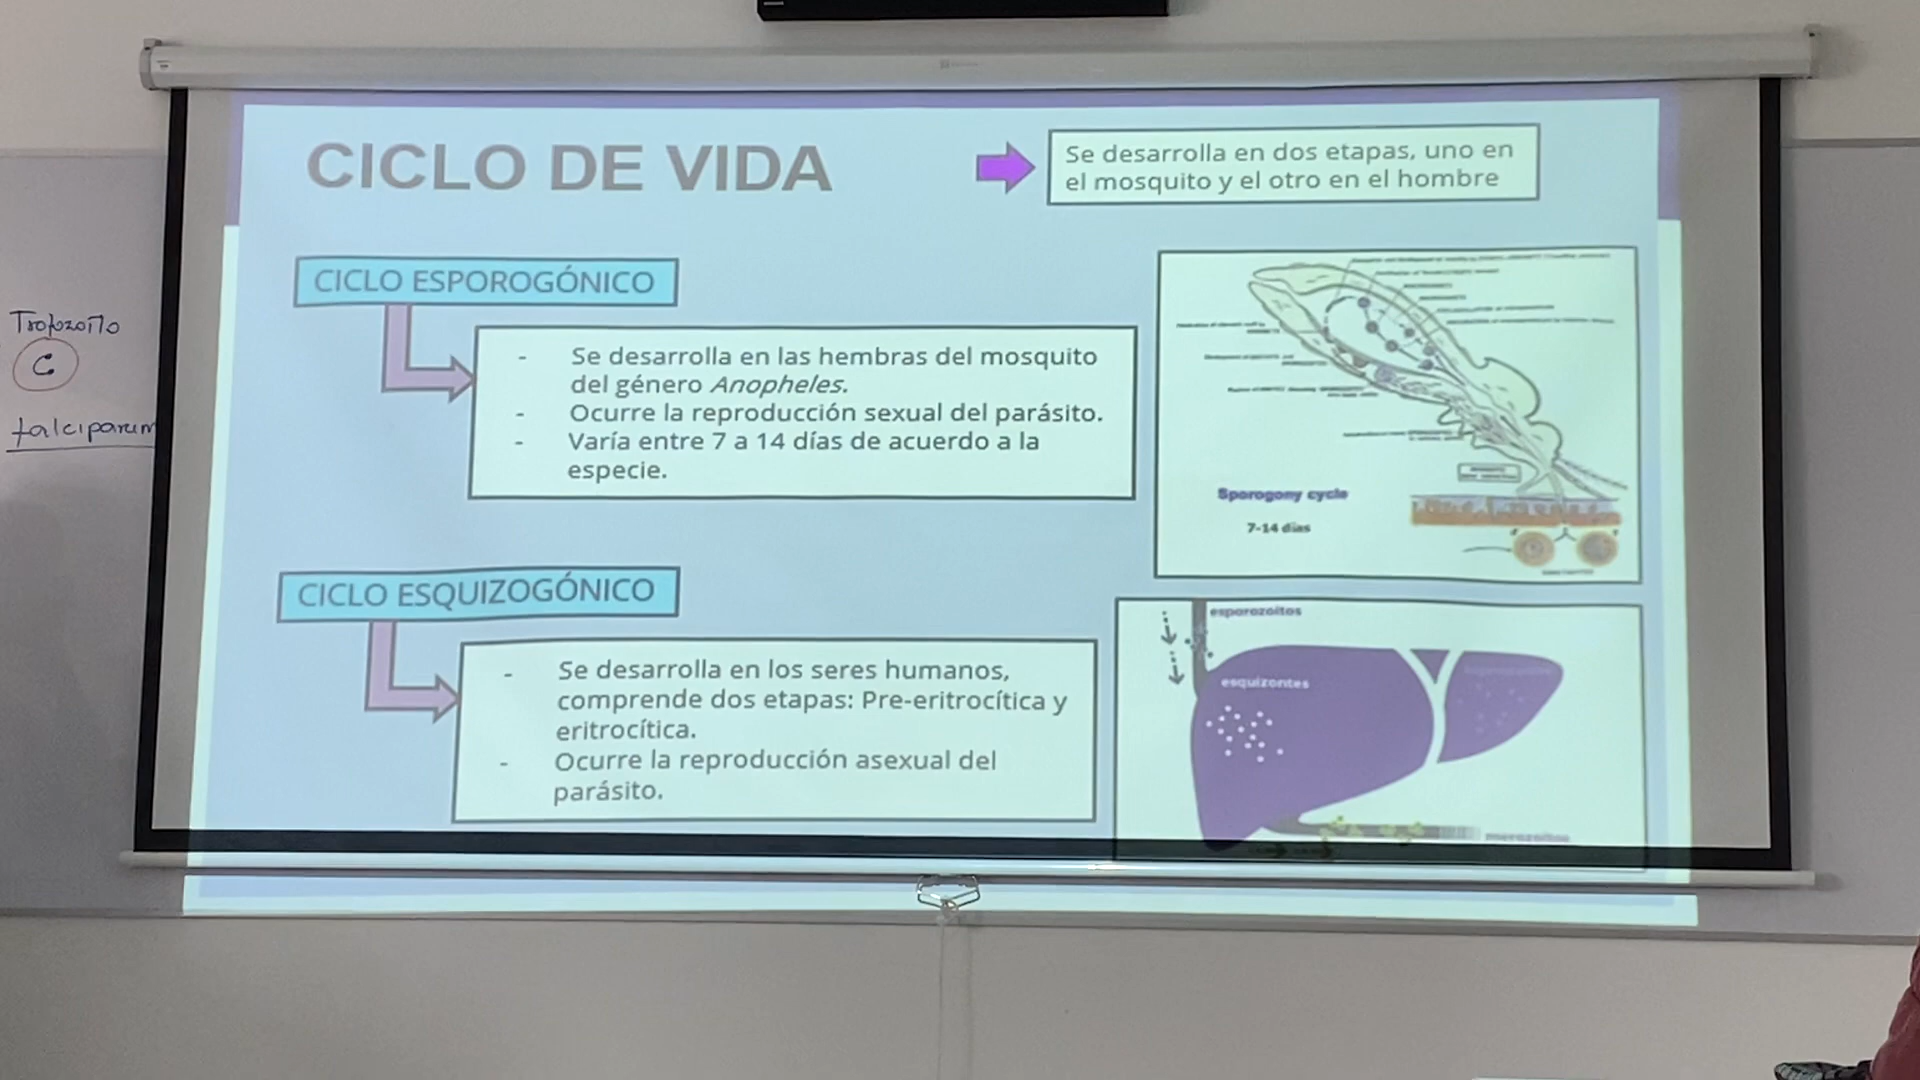 CICLO DE VIDA
Se desarrolla en dos etapas, uno en
el mosquito y el otro en el hombre
CICLO ESPOROGÓNICO
- Se desarrolla en las hembras del mosquito
del género Anopheles.
- Ocurre la reproducción sexual del parásito.
- Varía entre 7 a 14 días de acuerdo a la
especie.
Sporogony cycle
7-14 días
CICLO ESQUIZOGÓNICO
- Se desarrolla en los seres humanos,
comprende dos etapas: Pre-eritrocítica y
eritrocítica.
- Ocurre la reproducción asexual del
parásito.
esporozoitos
esquizontes
merozoitos
Trofozoito
C
falciparum